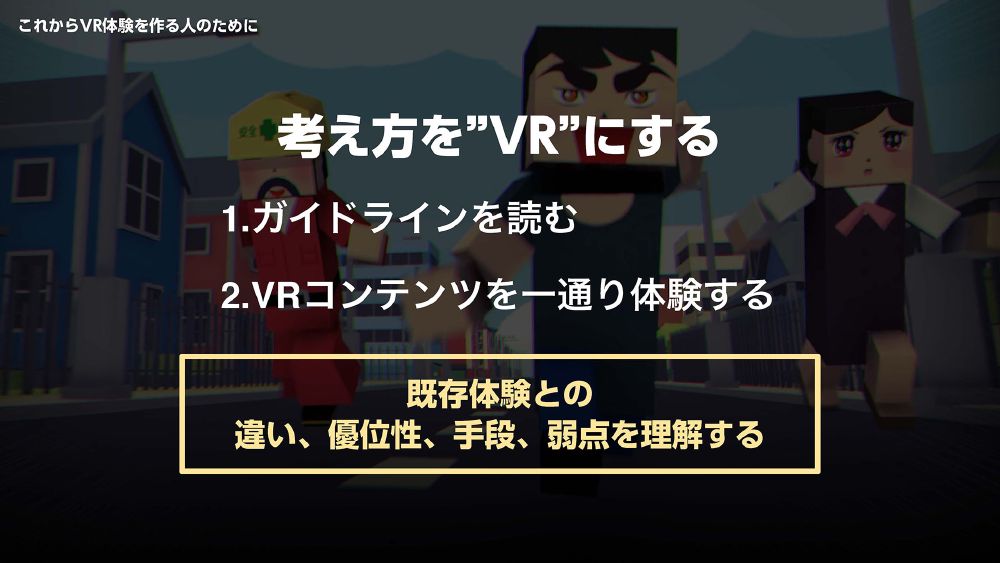 これからVR体験を作る人のために
安全
考え方を”VR”にする
1.ガイドラインを読む
2.VRコンテンツを一通り体験する
既存体験との
違い、優位性、手段、弱点を理解する